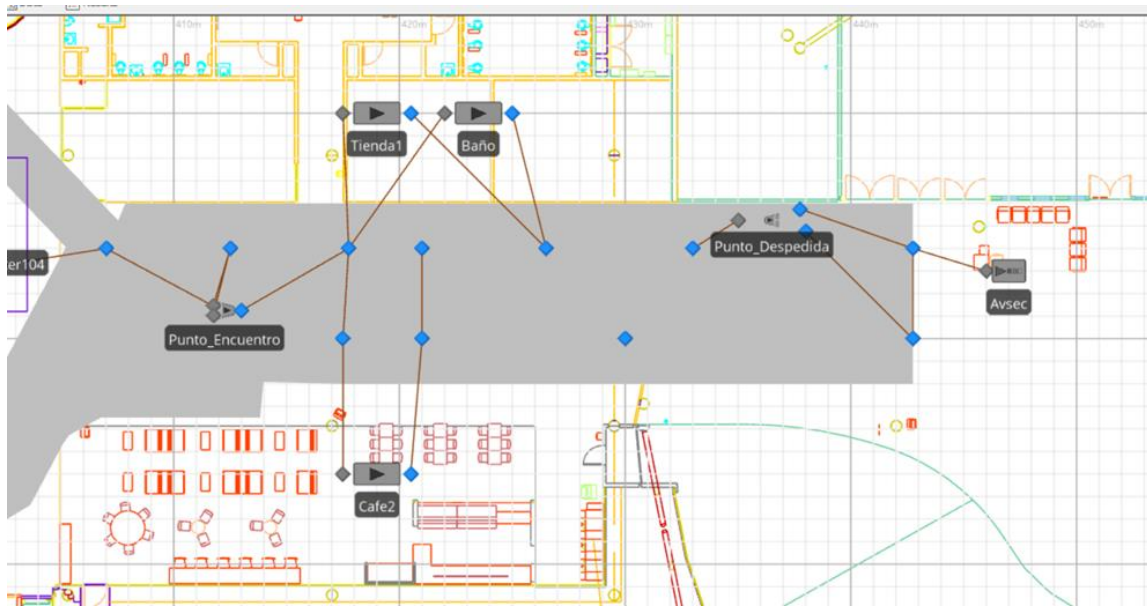 410m
420m
430m
440m
450m
Tienda1
Baño
er104
Punto_Despedida
Avsec
Punto_Encuentro
Cafe2